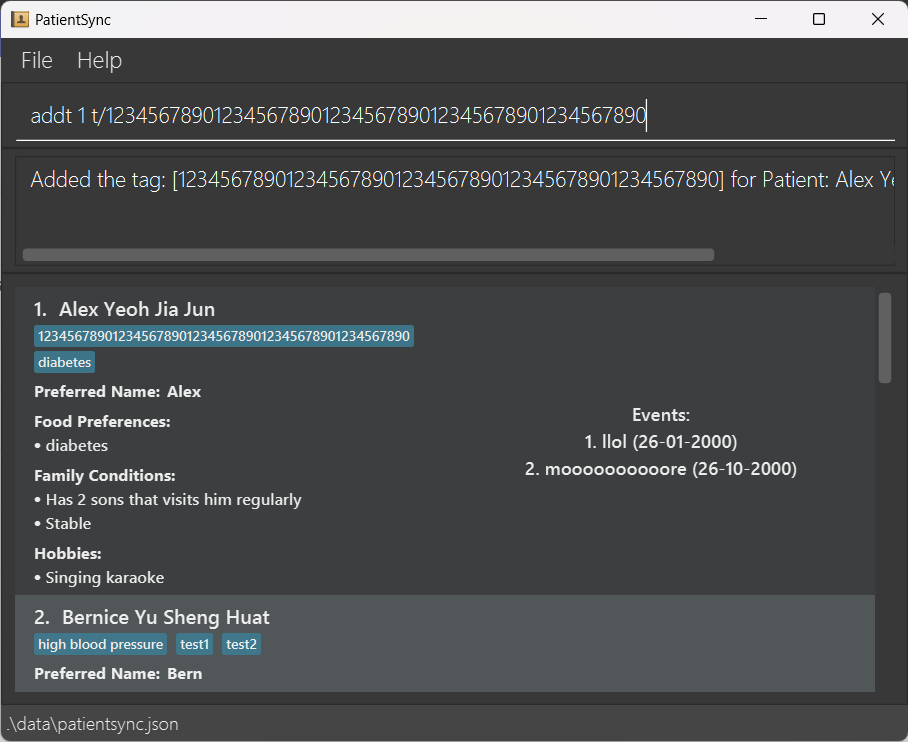 PatientSync
File Help
addt 1 t/12345678901234567890123456789012345678901234567890
Added the tag: [12345678901234567890123456789012345678901234567890] for Patient: Alex Ye
1. Alex Yeoh Jia Jun
12345678901234567890123456789012345678901234567890
diabetes
Preferred Name: Alex
Food Preferences:
• diabetes
Family Conditions:
• Has 2 sons that visits him regularly
• Stable
Hobbies:
• Singing karaoke
Events:
1. llol (26-01-2000)
2. moooooooooore (26-10-2000)
2. Bernice Yu Sheng Huat
high blood pressure test1 test2
Preferred Name: Bern
.\data\patientsync.json